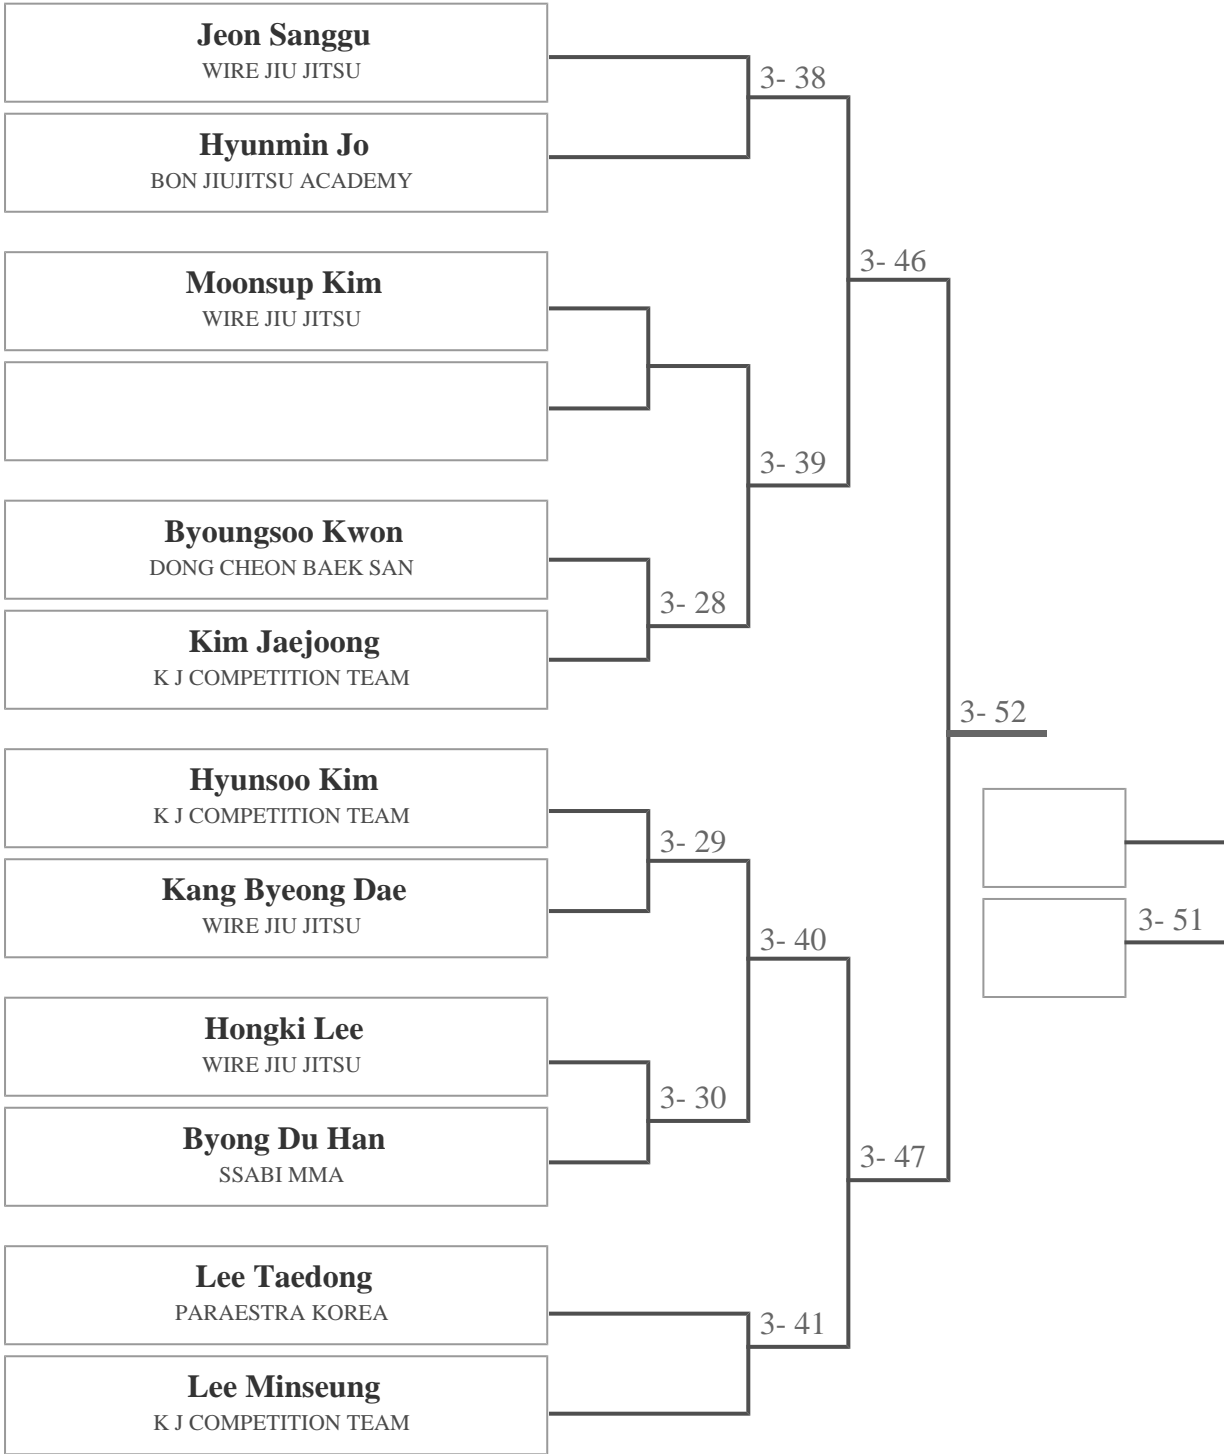 Jeon Sanggu
WIRE JIU JITSU
3- 38
Hyunmin Jo
BON JIUJITSU ACADEMY
3- 46
Moonsup Kim
WIRE JIU JITSU
3- 39
Byoungsoo Kwon
DONG CHEON BAEK SAN
3- 28
Kim Jaejoong
K J COMPETITION TEAM
3- 52
Hyunsoo Kim
K J COMPETITION TEAM
3- 29
Kang Byeong Dae
WIRE JIU JITSU
3- 51
3- 40
Hongki Lee
WIRE JIU JITSU
3- 30
Byong Du Han
SSABI MMA
3- 47
Lee Taedong
PARAESTRA KOREA
3- 41
Lee Minseung
K J COMPETITION TEAM